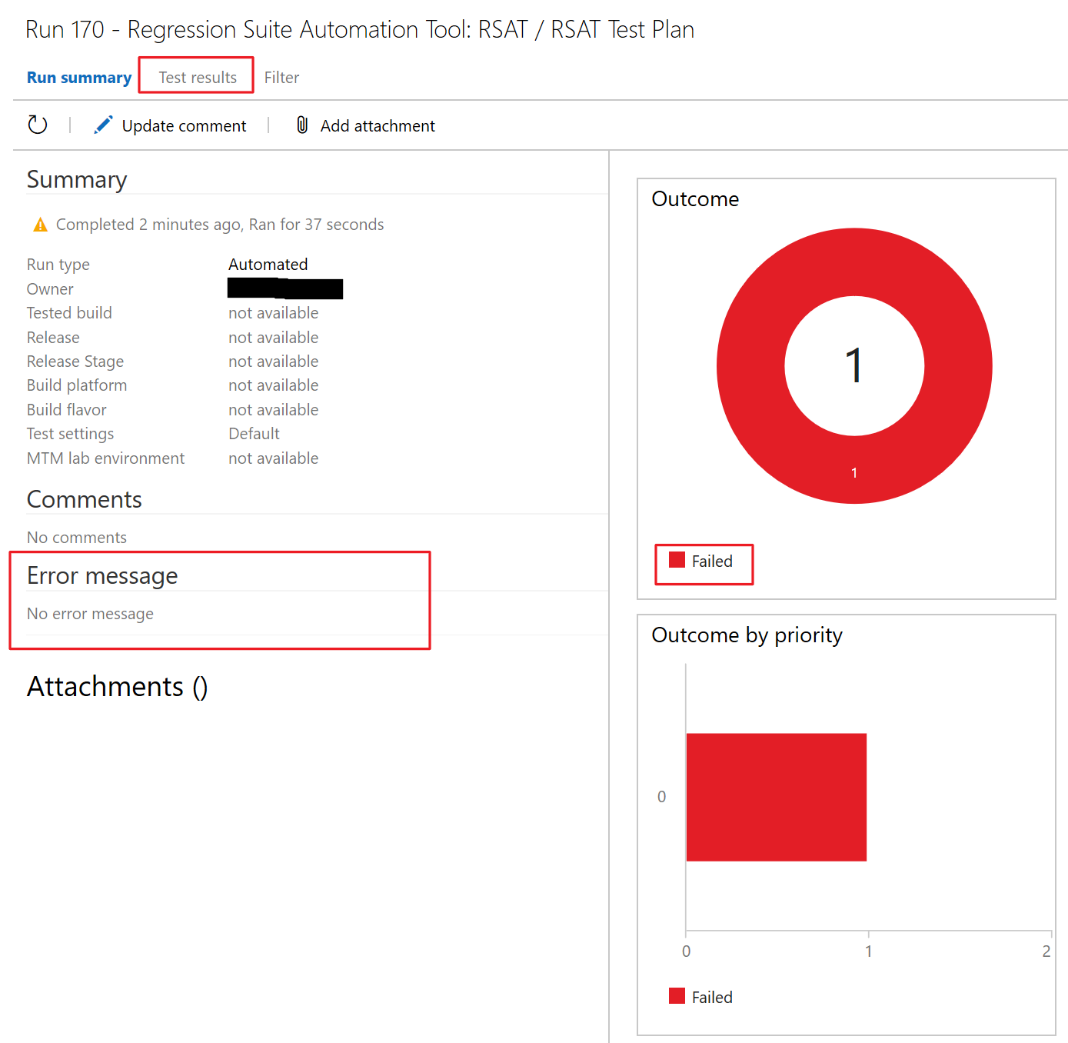 Run 170 - Regression Suite Automation Tool: RSAT / RSAT Test Plan
Run summary Test results Filter
Update comment Add attachment
Summary
Completed 2 minutes ago, Ran for 37 seconds
Run type Automated
Owner
Tested build not available
Release not available
Release Stage not available
Build platform not available
Build flavor not available
Test settings Default
MTM lab environment not available
Comments
No comments
Error message
No error message
Attachments ()
Outcome
1
1
Failed
Outcome by priority
0
0 1 2
Failed